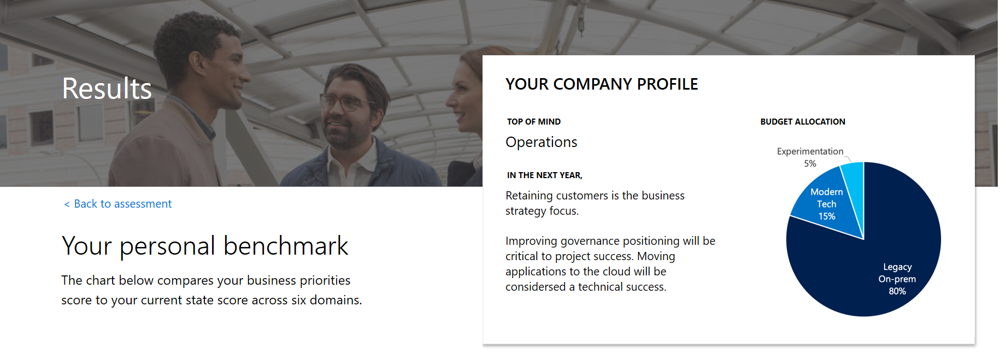 Results
< Back to assessment
Your personal benchmark
The chart below compares your business priorities
score to your current state score across six domains.
YOUR COMPANY PROFILE
TOP OF MIND
Operations
IN THE NEXT YEAR,
Retaining customers is the business
strategy focus.
Improving governance positioning will be
critical to project success. Moving
applications to the cloud will be
considersed a technical success.
BUDGET ALLOCATION
Experimentation
5%
Modern
Tech
15%
Legacy
On-prem
80%